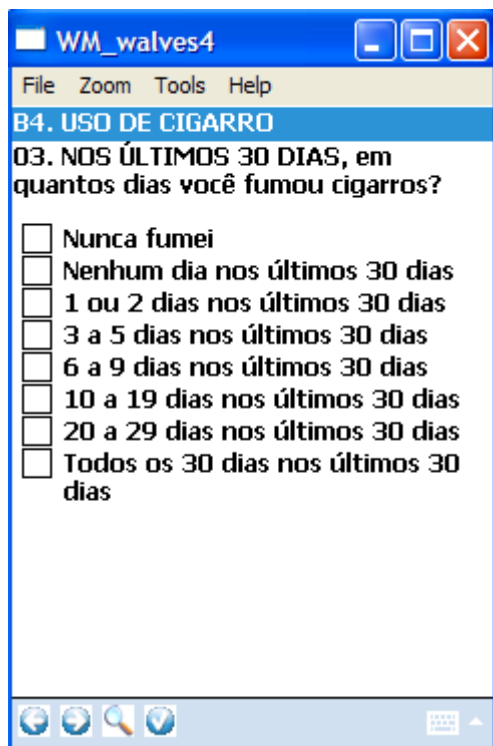 WM_walves4
File Zoom Tools Help
B4. USO DE CIGARRO
03. NOS ÚLTIMOS 30 DIAS, em
quantos dias você fumou cigarros?
Nunca fumei
Nenhum dia nos últimos 30 dias
1 ou 2 dias nos últimos 30 dias
3 a 5 dias nos últimos 30 dias
6 a 9 dias nos últimos 30 dias
10 a 19 dias nos últimos 30 dias
20 a 29 dias nos últimos 30 dias
Todos os 30 dias nos últimos 30
dias